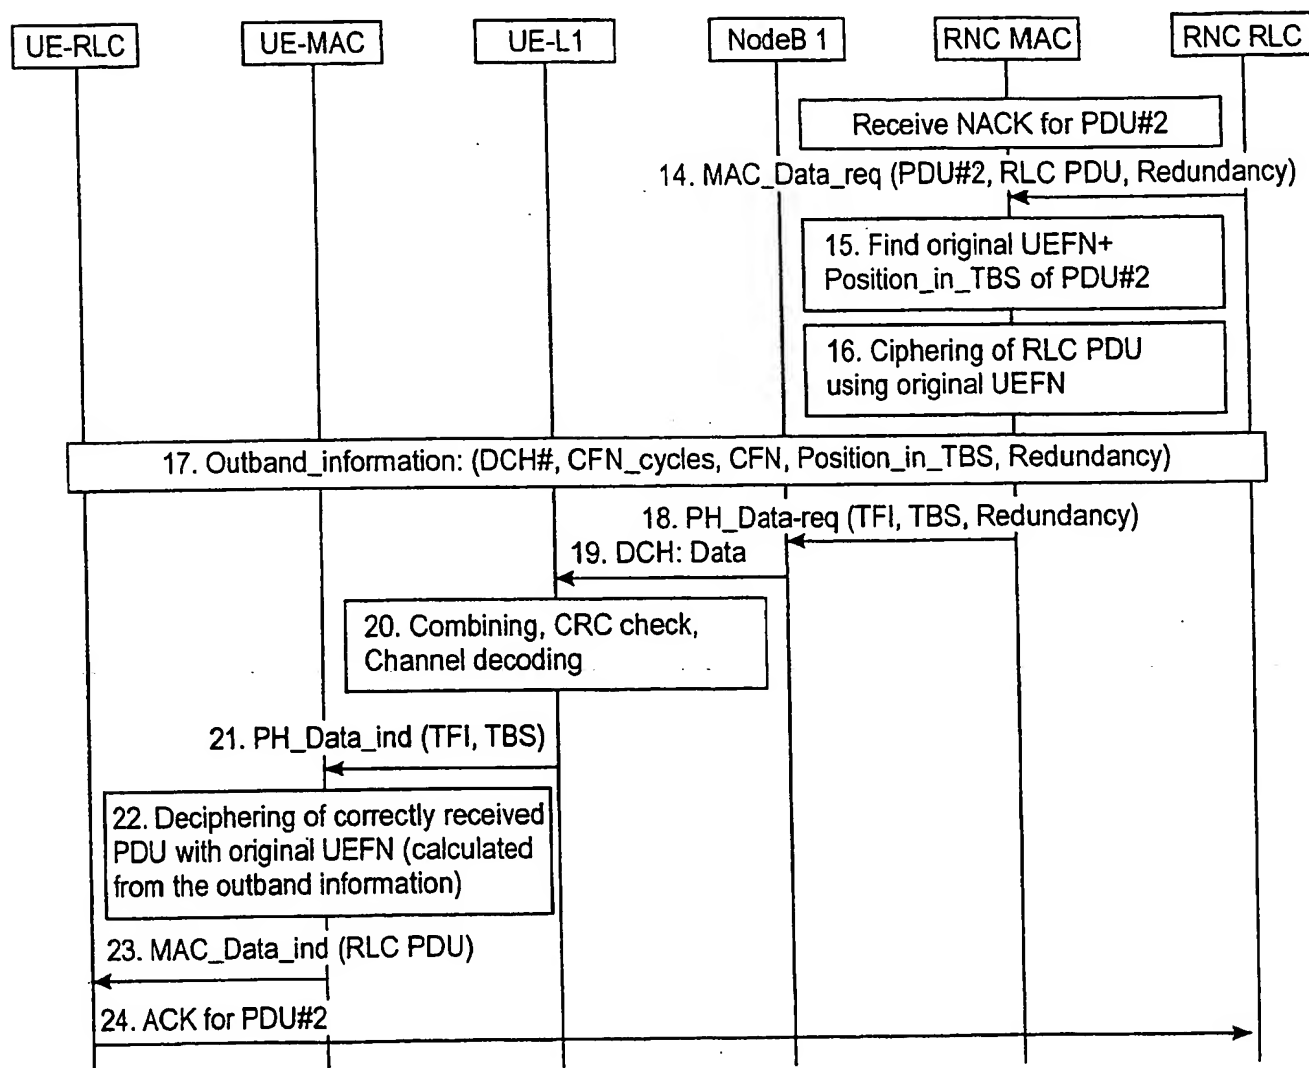 UE-RLC
UE-MAC
UE-L1
NodeB 1
RNC MAC
RNC RLC
Receive NACK for PDU#2
14. MAC_Data_req (PDU#2, RLC PDU, Redundancy)
15. Find original UEFN+
Position_in_TBS of PDU#2
16. Ciphering of RLC PDU
using original UEFN
17. Outband_information: (DCH#, CFN_cycles, CFN, Position_in_TBS, Redundancy)
18. PH_Data-req (TFI, TBS, Redundancy)
19. DCH: Data
20. Combining, CRC check,
Channel decoding
21. PH_Data_ind (TFI, TBS)
22. Deciphering of correctly received
PDU with original UEFN (calculated
from the outband information)
23. MAC_Data_ind (RLC PDU)
24. ACK for PDU#2